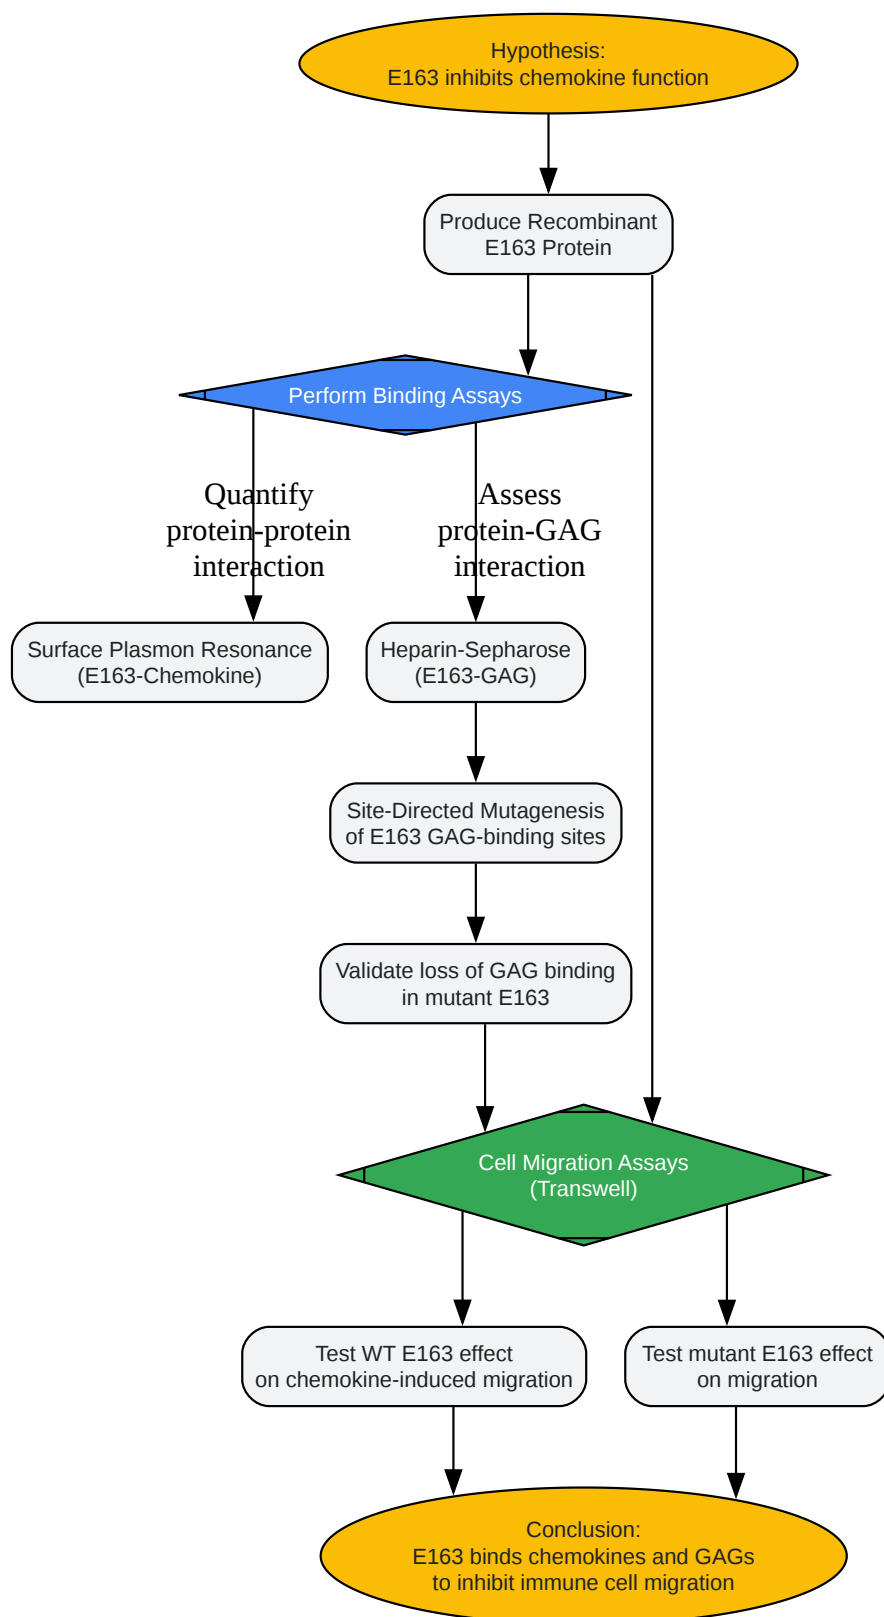 Hypothesis:
E163 inhibits chemokine function
Produce Recombinant
E163 Protein
Perform Binding Assays
Quantify
protein-protein
interaction
Assess
protein-GAG
interaction
Surface Plasmon Resonance
(E163-Chemokine)
Heparin-Sepharose
(E163-GAG)
Site-Directed Mutagenesis
of E163 GAG-binding sites
Validate loss of GAG binding
in mutant E163
Cell Migration Assays
(Transwell)
Test WT E163 effect
on chemokine-induced migration
Test mutant E163 effect
on migration
Conclusion:
E163 binds chemokines and GAGs
to inhibit immune cell migration